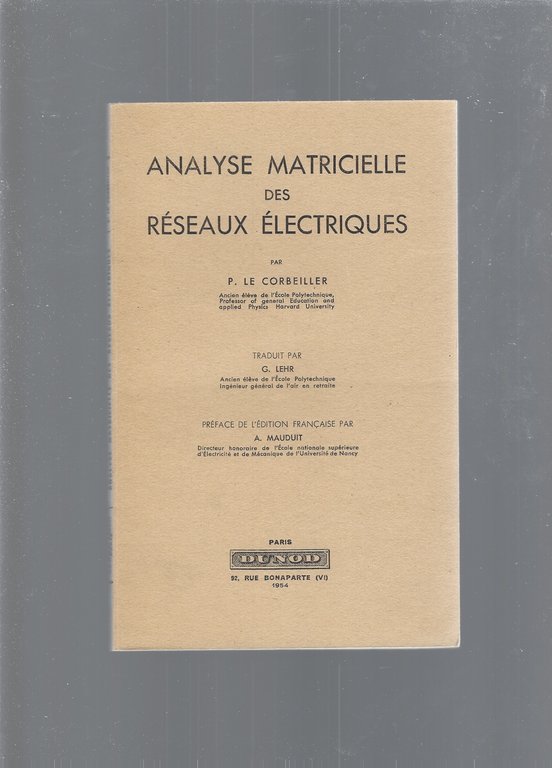 ANALYSE MATRICIELLE
DES
RÉSEAUX ÉLECTRIQUES
PAR
P. LE CORBEILLER
Ancien élève de l'École Polytechnique,
Professor of general Education and
applied Physics Harvard University
TRADUIT PAR
G. LEHR
Ancien élève de l'École Polytechnique
Ingénieur général de l'air en retraite
PRÉFACE DE L'ÉDITION FRANÇAISE PAR
A. MAUDUIT
Directeur honoraire de l'École nationale supérieure
d'Électricité et de Mécanique de l'Université de Nancy
PARIS
DUNOD
92, RUE BONAPARTE (VI)
1954